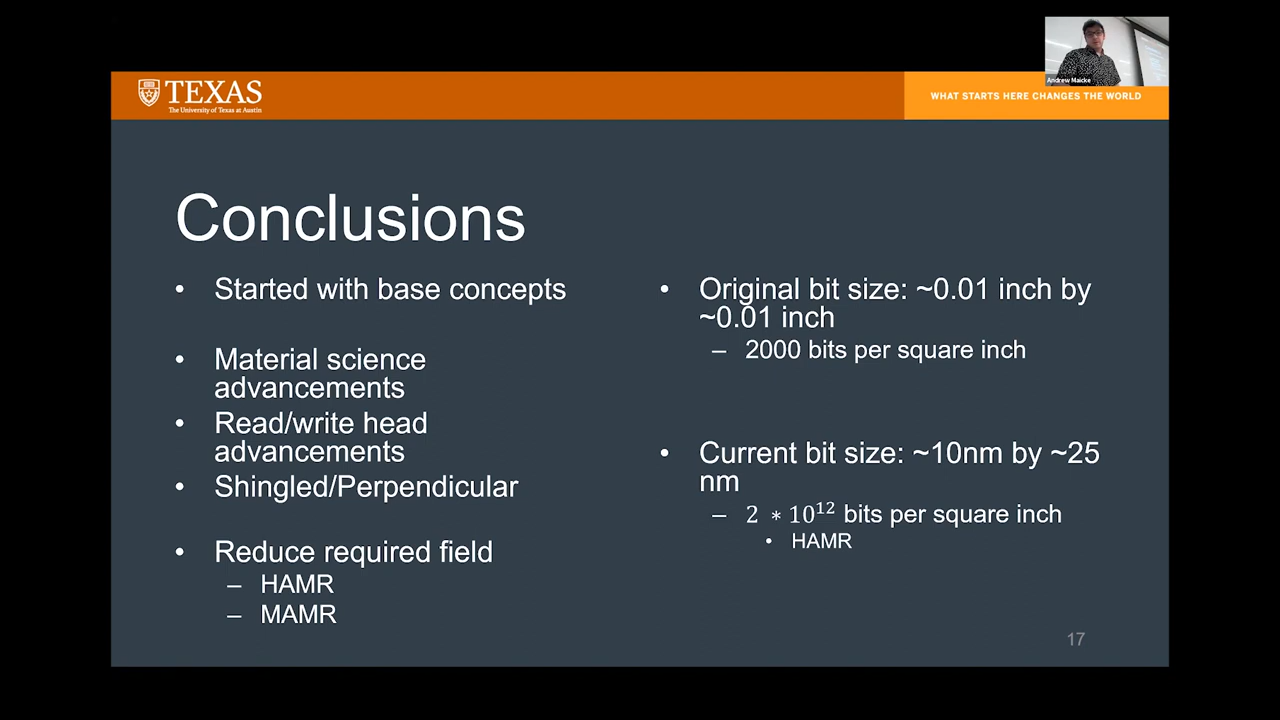 Andrew Maicke
TEXAS
The University of Texas at Austin
WHAT STARTS HERE CHANGES THE WORLD
Conclusions
• Started with base concepts
• Material science
advancements
• Read/write head
advancements
• Shingled/Perpendicular
• Reduce required field
– HAMR
– MAMR
• Original bit size: ~0.01 inch by
~0.01 inch
– 2000 bits per square inch
• Current bit size: ~10nm by ~25
nm
– 2 * 10¹² bits per square inch
• HAMR
17